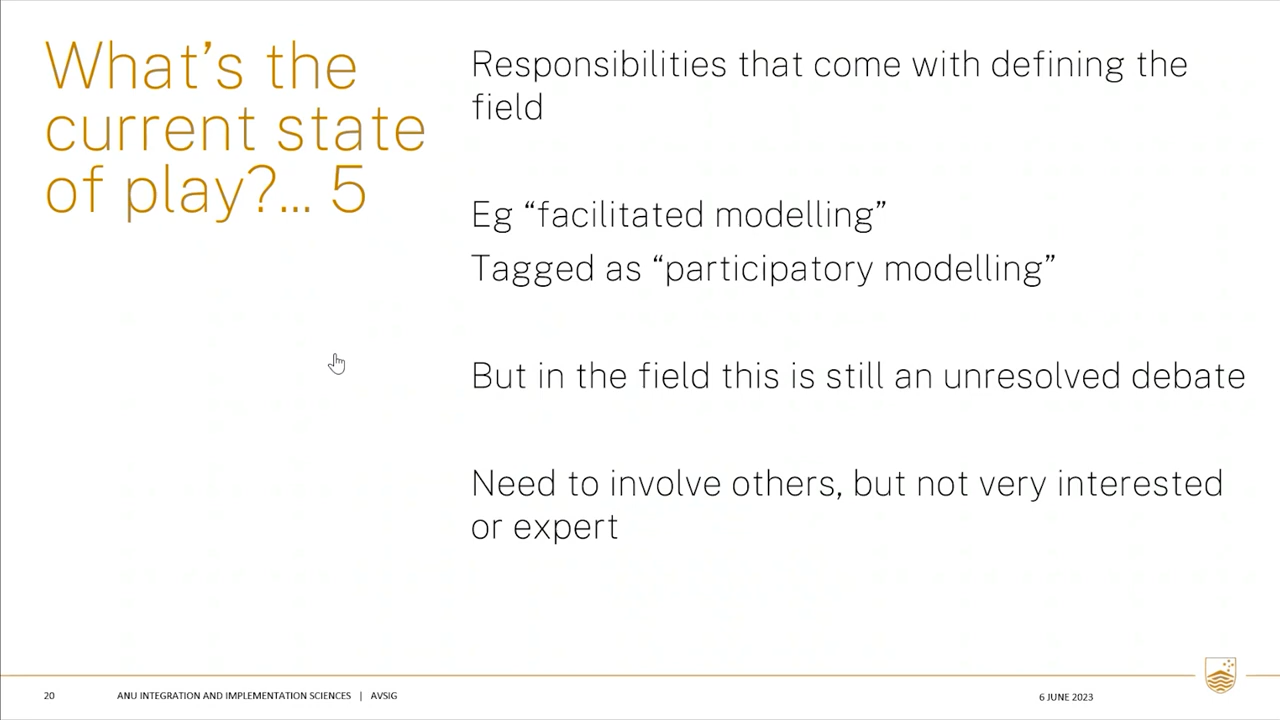 What’s the
current state
of play?... 5
Responsibilities that come with defining the
field
Eg “facilitated modelling”
Tagged as “participatory modelling”
But in the field this is still an unresolved debate
Need to involve others, but not very interested
or expert
20
ANU INTEGRATION AND IMPLEMENTATION SCIENCES | AVSIG
6 JUNE 2023